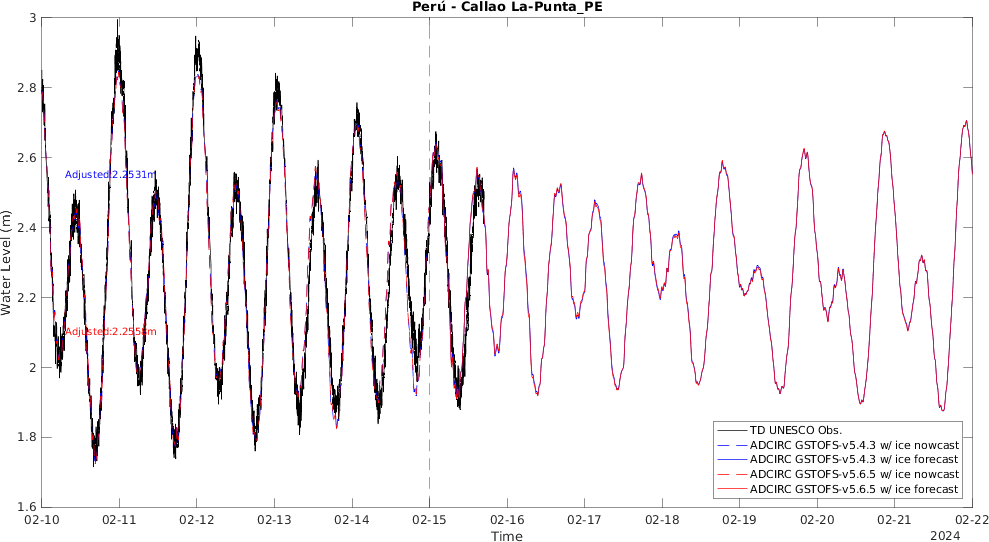 Perú - Callao La-Punta_PE
3
2.8
2.6
2.4
2.2
2
1.8
1.6
Water Level (m)
Adjusted:2.2531m
Adjusted:2.2558m
TD UNESCO Obs.
ADCIRC GSTOFS-v5.4.3 w/ ice nowcast
ADCIRC GSTOFS-v5.4.3 w/ ice forecast
ADCIRC GSTOFS-v5.6.5 w/ ice nowcast
ADCIRC GSTOFS-v5.6.5 w/ ice forecast
02-10 02-11 02-12 02-13 02-14 02-15 02-16 02-17 02-18 02-19 02-20 02-21 02-22
Time
2024